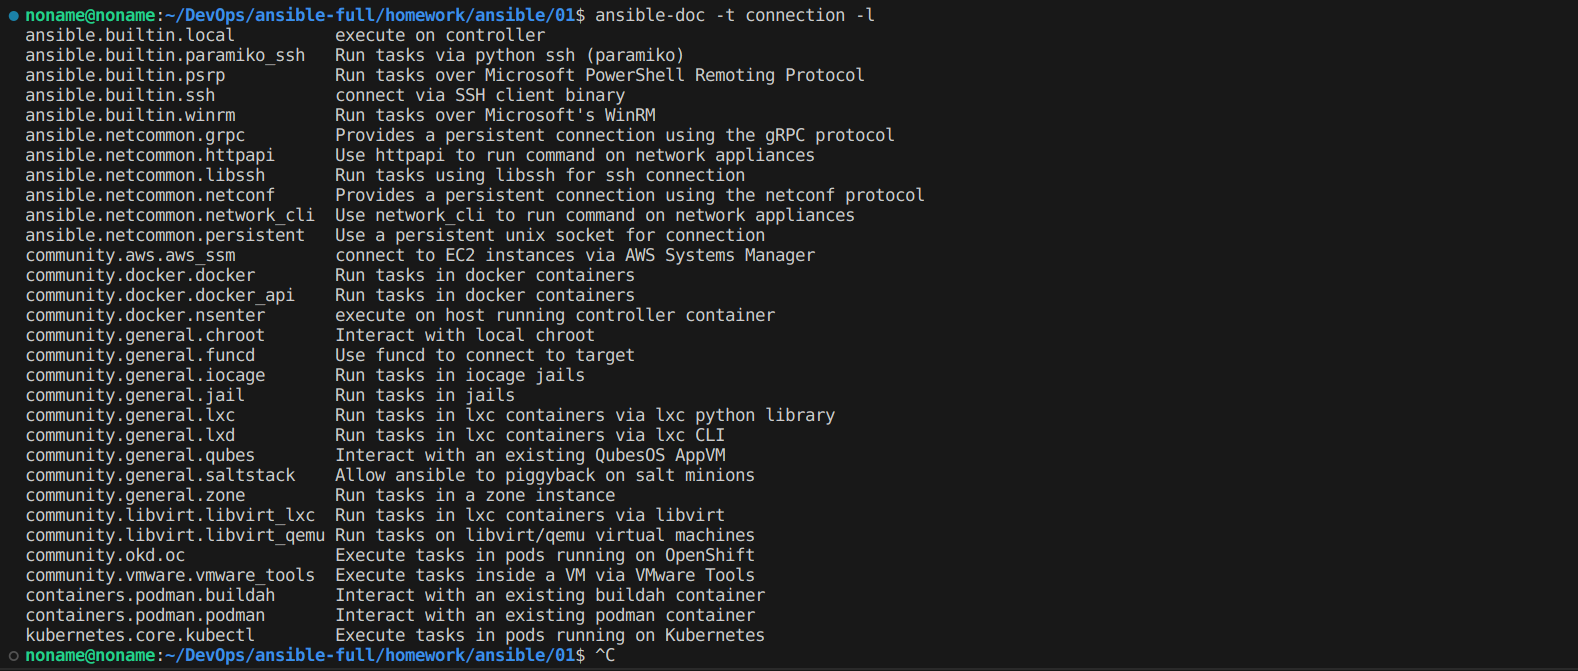 noname@noname:~/DevOps/ansible-full/homework/ansible/01$ ansible-doc -t connection -l
ansible.builtin.local          execute on controller
ansible.builtin.paramiko_ssh   Run tasks via python ssh (paramiko)
ansible.builtin.psrp           Run tasks over Microsoft PowerShell Remoting Protocol
ansible.builtin.ssh            connect via SSH client binary
ansible.builtin.winrm          Run tasks over Microsoft's WinRM
ansible.netcommon.grpc         Provides a persistent connection using the gRPC protocol
ansible.netcommon.httpapi      Use httpapi to run command on network appliances
ansible.netcommon.libssh       Run tasks using libssh for ssh connection
ansible.netcommon.netconf      Provides a persistent connection using the netconf protocol
ansible.netcommon.network_cli  Use network_cli to run command on network appliances
ansible.netcommon.persistent   Use a persistent unix socket for connection
community.aws.aws_ssm          connect to EC2 instances via AWS Systems Manager
community.docker.docker        Run tasks in docker containers
community.docker.docker_api    Run tasks in docker containers
community.docker.nsenter       execute on host running controller container
community.general.chroot       Interact with local chroot
community.general.funcd        Use funcd to connect to target
community.general.iocage       Run tasks in iocage jails
community.general.jail         Run tasks in jails
community.general.lxc          Run tasks in lxc containers via lxc python library
community.general.lxd          Run tasks in lxc containers via lxc CLI
community.general.qubes        Interact with an existing QubesOS AppVM
community.general.saltstack    Allow ansible to piggyback on salt minions
community.general.zone         Run tasks in a zone instance
community.libvirt.libvirt_lxc  Run tasks in lxc containers via libvirt
community.libvirt.libvirt_qemu Run tasks on libvirt/qemu virtual machines
community.okd.oc               Execute tasks in pods running on OpenShift
community.vmware.vmware_tools  Execute tasks inside a VM via VMware Tools
containers.podman.buildah      Interact with an existing buildah container
containers.podman.podman       Interact with an existing podman container
kubernetes.core.kubectl        Execute tasks in pods running on Kubernetes
noname@noname:~/DevOps/ansible-full/homework/ansible/01$ ^C